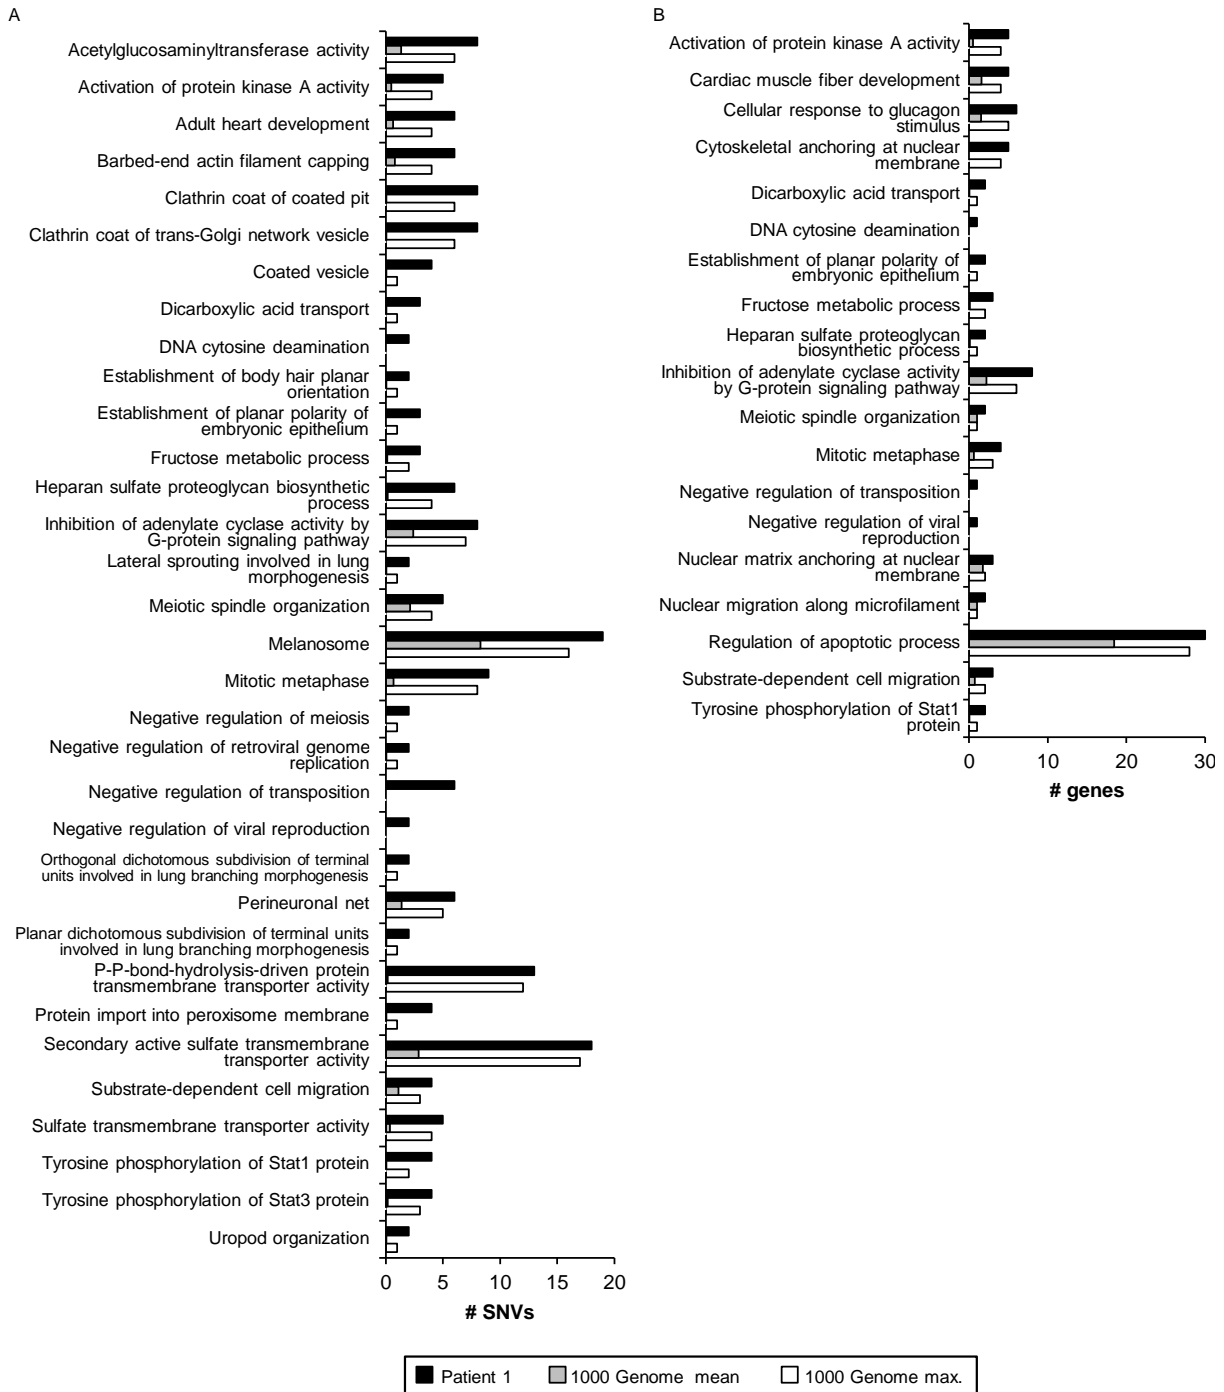 A
Acetylglucosaminyltransferase activity
Activation of protein kinase A activity
Adult heart development
Barbed-end actin filament capping
Clathrin coat of coated pit
Clathrin coat of trans-Golgi network vesicle
Coated vesicle
Dicarboxylic acid transport
DNA cytosine deamination
Establishment of body hair planar
orientation
Establishment of planar polarity of
embryonic epithelium
Fructose metabolic process
Heparan sulfate proteoglycan biosynthetic
process
Inhibition of adenylate cyclase activity by
G-protein signaling pathway
Lateral sprouting involved in lung
morphogenesis
Meiotic spindle organization
Melanosome
Mitotic metaphase
Negative regulation of meiosis
Negative regulation of retroviral genome
replication
Negative regulation of transposition
Negative regulation of viral reproduction
Orthogonal dichotomous subdivision of terminal
units involved in lung branching morphogenesis
Perineuronal net
Planar dichotomous subdivision of terminal units
involved in lung branching morphogenesis
P-P-bond-hydrolysis-driven protein
transmembrane transporter activity
Protein import into peroxisome membrane
Secondary active sulfate transmembrane
transporter activity
Substrate-dependent cell migration
Sulfate transmembrane transporter activity
Tyrosine phosphorylation of Stat1 protein
Tyrosine phosphorylation of Stat3 protein
Uropod organization
0 5 10 15 20
# SNVs
B
Activation of protein kinase A activity
Cardiac muscle fiber development
Cellular response to glucagon
stimulus
Cytoskeletal anchoring at nuclear
membrane
Dicarboxylic acid transport
DNA cytosine deamination
Establishment of planar polarity of
embryonic epithelium
Fructose metabolic process
Heparan sulfate proteoglycan
biosynthetic process
Inhibition of adenylate cyclase activity
by G-protein signaling pathway
Meiotic spindle organization
Mitotic metaphase
Negative regulation of transposition
Negative regulation of viral
reproduction
Nuclear matrix anchoring at nuclear
membrane
Nuclear migration along microfilament
Regulation of apoptotic process
Substrate-dependent cell migration
Tyrosine phosphorylation of Stat1
protein
0 10 20 30
# genes
Patient 1 1000 Genome mean 1000 Genome max.